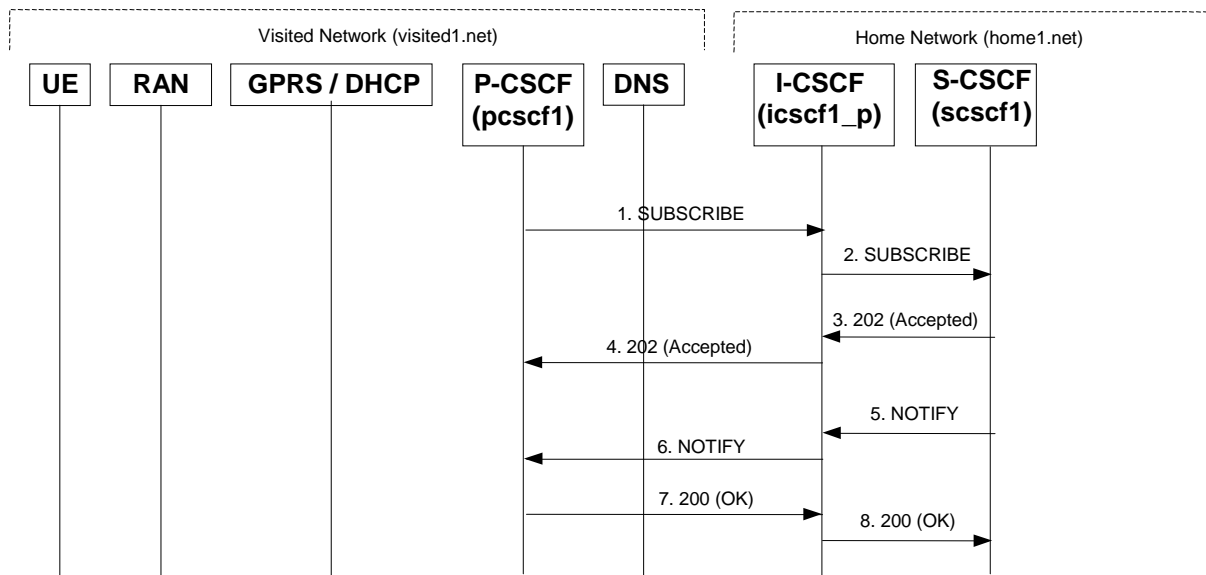 Visited Network (visited1.net)
Home Network (home1.net)
UE
RAN
GPRS / DHCP
P-CSCF
(pcscf1)
DNS
I-CSCF
(icscf1_p)
S-CSCF
(scscf1)
1. SUBSCRIBE
2. SUBSCRIBE
3. 202 (Accepted)
4. 202 (Accepted)
5. NOTIFY
6. NOTIFY
7. 200 (OK)
8. 200 (OK)